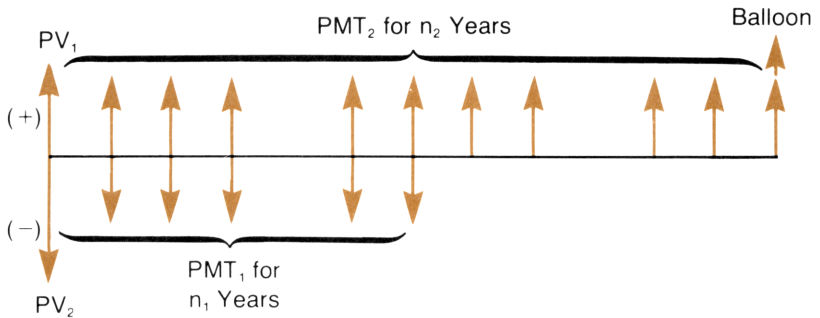 PMT₂ for n₂ Years
Balloon
PV₁
(+)
(−)
PMT₁ for
n₁ Years
PV₂